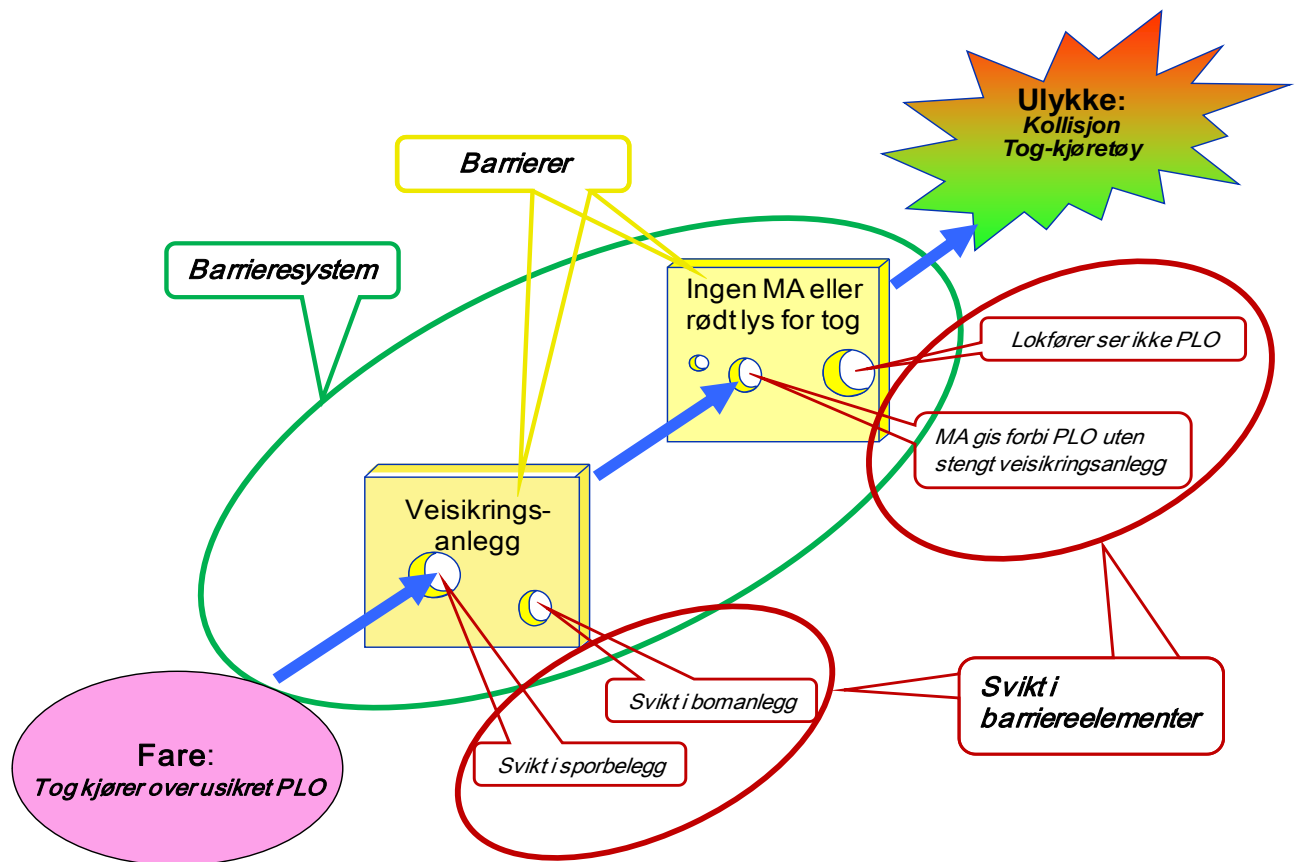 Ulykke:
Kollisjon
Tog-kjøretøy
Barrierer
Barrieresystem
Ingen MA eller
rødt lys for tog
Lokfører ser ikke PLO
MA gis forbi PLO uten
stengt veisikringsanlegg
Veisikrings-
anlegg
Svikt i bomanlegg
Svikt i
barriereelementer
Svikt i sporbelegg
Fare:
Tog kjører over usikret PLO